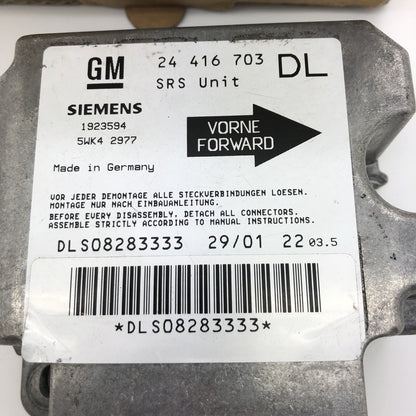 GM 24 416 703 DL
SRS Unit
SIEMENS
1923594
5WK4 2977
VORNE
FORWARD
Made in Germany
VOR JEDER DEMONTAGE ALLE STECKVERBINDUNGEN LOESEN.
MONTAGE NUR NACH EINBAUANLEITUNG.
BEFORE EVERY DISASSEMBLY, DETACH ALL CONNECTORS.
ASSEMBLE STRICTLY ACCORDING TO MANUAL INSTRUCTIONS.
DLS08283333 29/01 22 03.5
*DLS08283333*